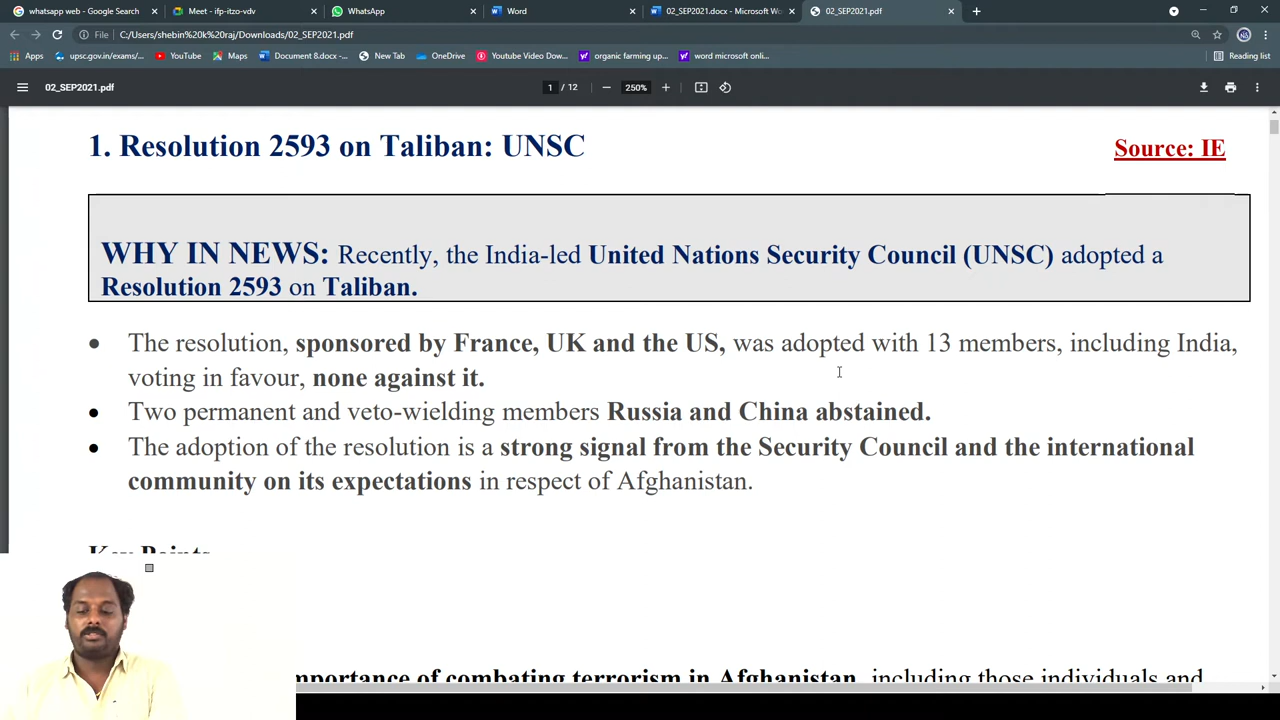 whatsapp web - Google Search
Meet - ifp-itzo-vdv
WhatsApp
Word
02_SEP2021.docx - Microsoft Wo
02_SEP2021.pdf
File
C:/Users/shebin%20k%20raj/Downloads/02_SEP2021.pdf
Apps
upsc.gov.in/exams/...
YouTube
Maps
Document &.docx -...
New Tab
OneDrive
Youtube Video Dow...
organic farming up...
word microsoft onli...
Reading list
02_SEP2021.pdf
1 / 12
250%
1. Resolution 2593 on Taliban: UNSC
Source: IE
WHY IN NEWS: Recently, the India-led United Nations Security Council (UNSC) adopted a
Resolution 2593 on Taliban.
• The resolution, sponsored by France, UK and the US, was adopted with 13 members, including India,
voting in favour, none against it.
• Two permanent and veto-wielding members Russia and China abstained.
• The adoption of the resolution is a strong signal from the Security Council and the international
community on its expectations in respect of Afghanistan.
Key Points
mportance of combating terrorism in Afghanistan, including those individuals and